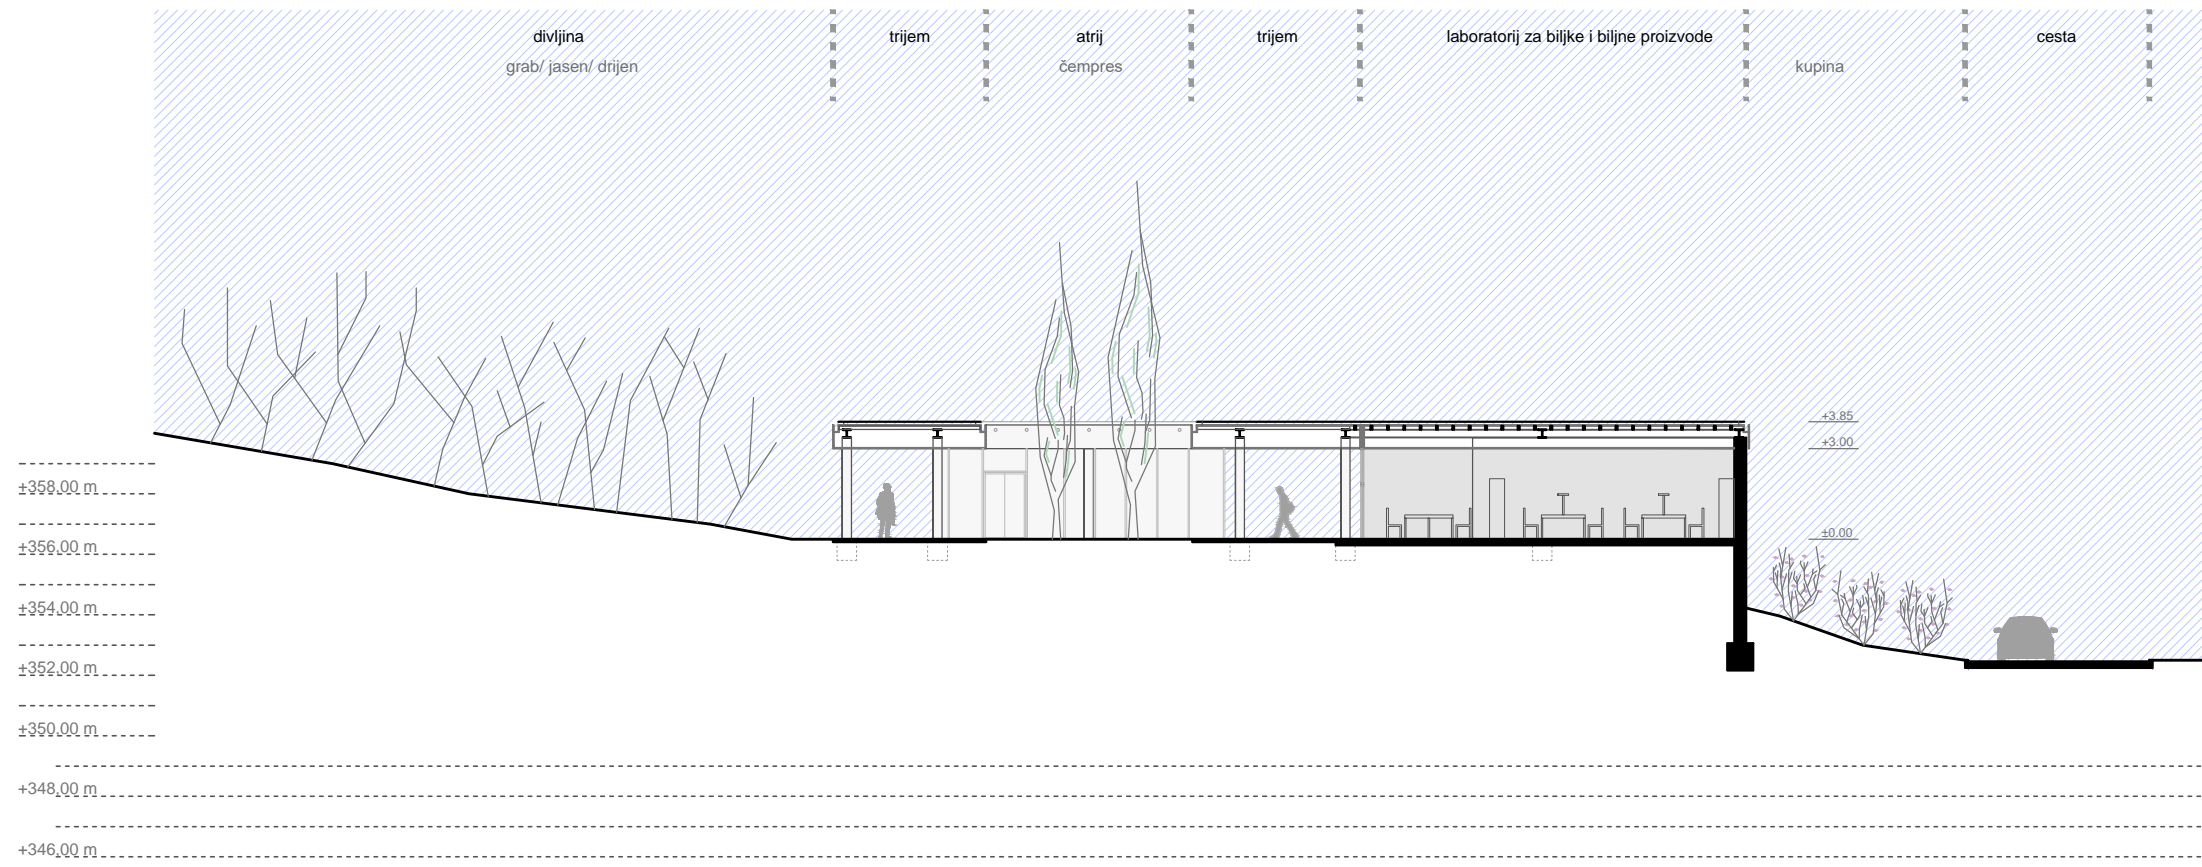 divljina
trijem
atrij
trijem
laboratorij za biljke i biljne proizvode
cesta
grab/ jasen/ drijen
čempres
kupina
+3.85
+3.00
±0.00
+358,00 m
+356,00 m
+354,00 m
+352,00 m
+350,00 m
+348,00 m
+346,00 m